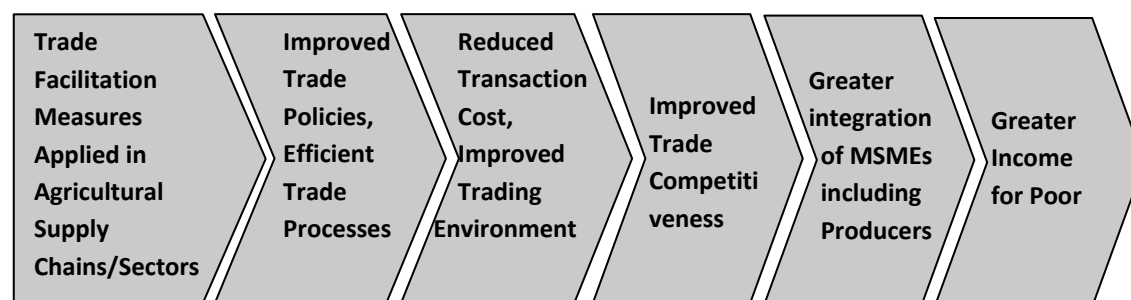 Trade
Facilitation
Measures
Applied in
Agricultural
Supply
Chains/Sectors
Improved
Trade
Policies,
Efficient
Trade
Processes
Reduced
Transaction
Cost,
Improved
Trading
Environment
Improved
Trade
Competiti
veness
Greater
integration
of MSMEs
including
Producers
Greater
Income
for Poor